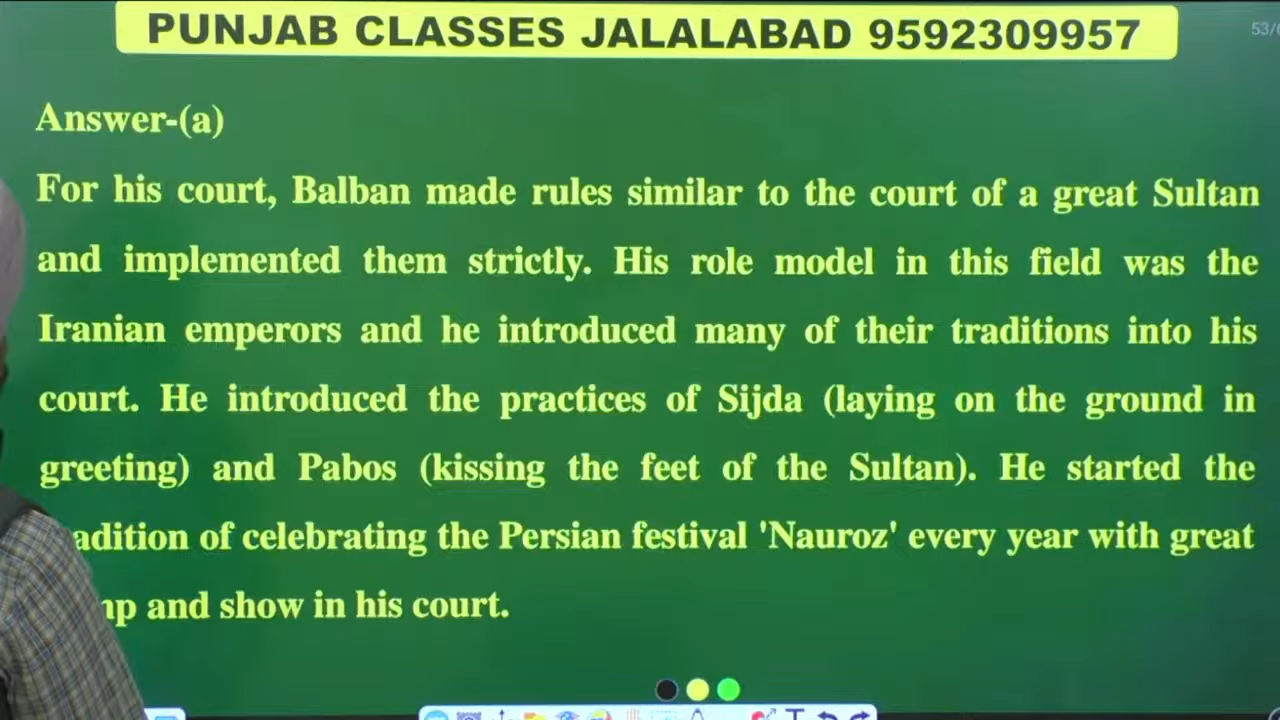 PUNJAB CLASSES JALALABAD 9592309957
53/
Answer-(a)
For his court, Balban made rules similar to the court of a great Sultan
and implemented them strictly. His role model in this field was the
Iranian emperors and he introduced many of their traditions into his
court. He introduced the practices of Sijda (laying on the ground in
greeting) and Pabos (kissing the feet of the Sultan). He started the
adition of celebrating the Persian festival 'Nauroz' every year with great
and show in his court.